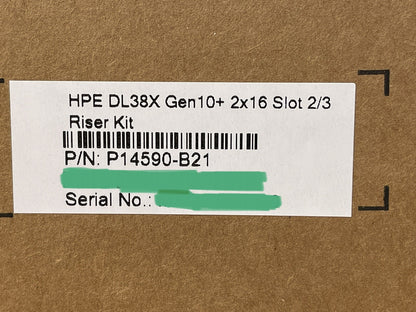 HPE DL38X Gen10+ 2x16 Slot 2/3
Riser Kit
P/N: P14590-B21
Serial No.: